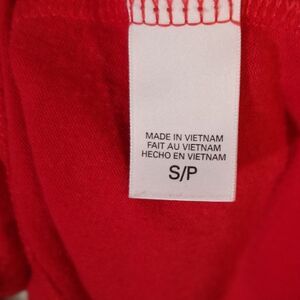 MADE IN VIETNAM
FAIT AU VIETNAM
HECHO EN VIETNAM
S/P